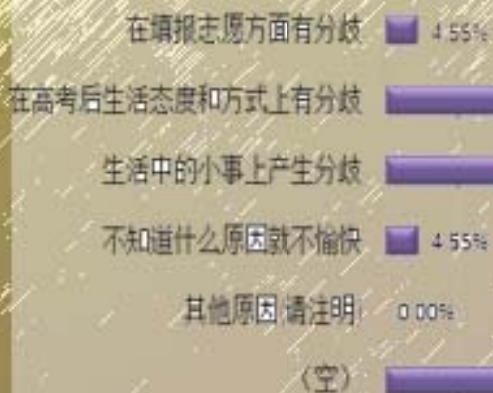 在填报志愿方面有分歧 4.55%
在高考后生活态度和方式上有分歧
生活中的小事上产生分歧
不知道什么原因就不愉快 4.55%
其他原因 请注明 0.00%
（空）